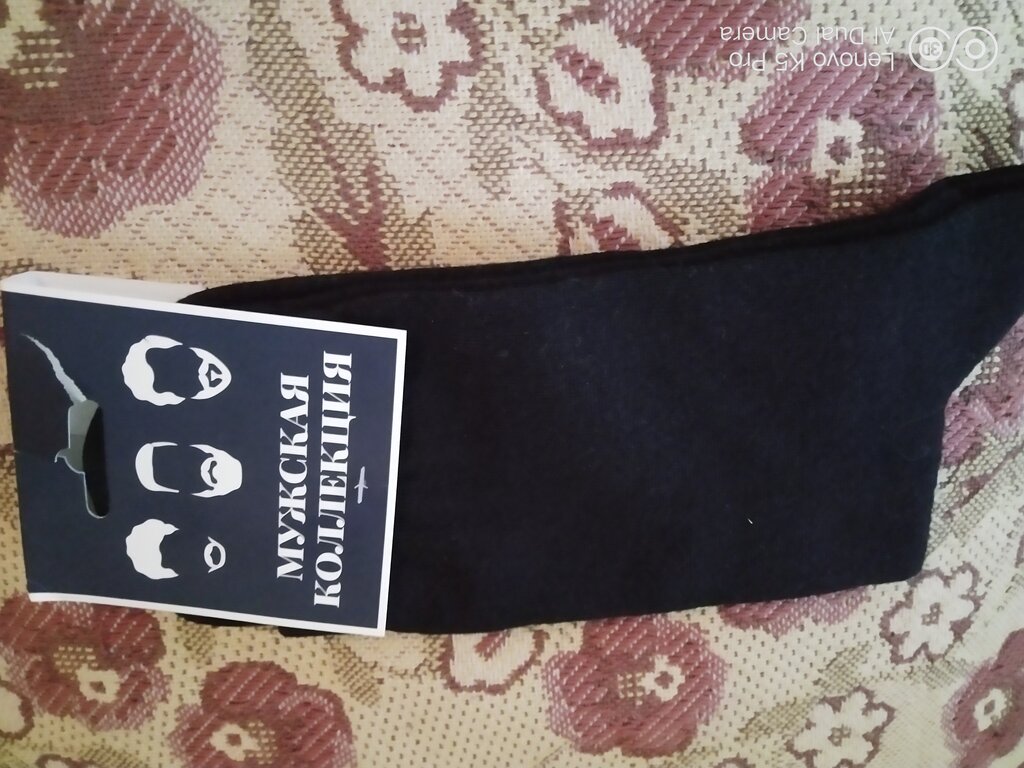 МУЖСКАЯ
КОЛЛЕКЦИЯ
Lenovo K5 Pro
AI Dual Camera